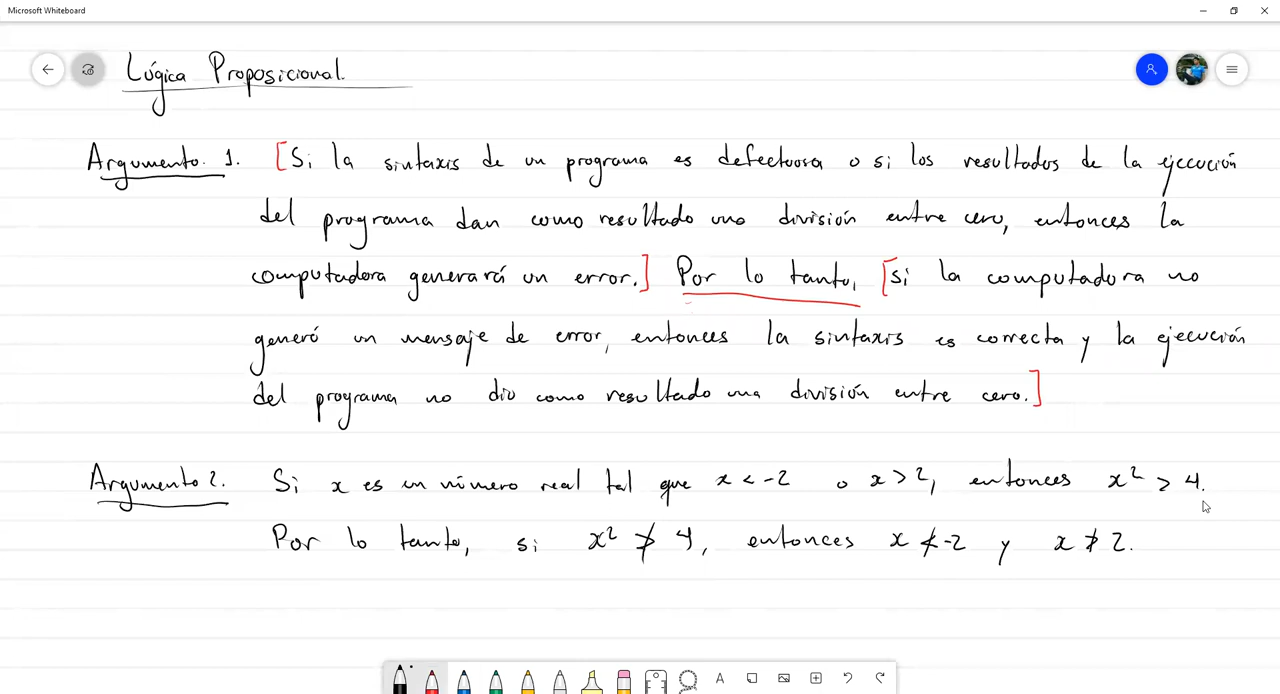 Microsoft Whiteboard
Lógica Proposicional.
Argumento. 1. [Si la sintaxis de un programa es defectuosa o si los resultados de la ejecución
del programa dan como resultado una división entre cero, entonces la
computadora generará un error.] Por lo tanto, [si la computadora no
generó un mensaje de error, entonces la sintaxis es correcta y la ejecución
del programa no dio como resultado una división entre cero.]
Argumento 2. Si x es un número real tal que x < -2 o x > 2, entonces x² > 4.
Por lo tanto, si x² ≯ 4, entonces x ≮ -2 y x ≯ 2.